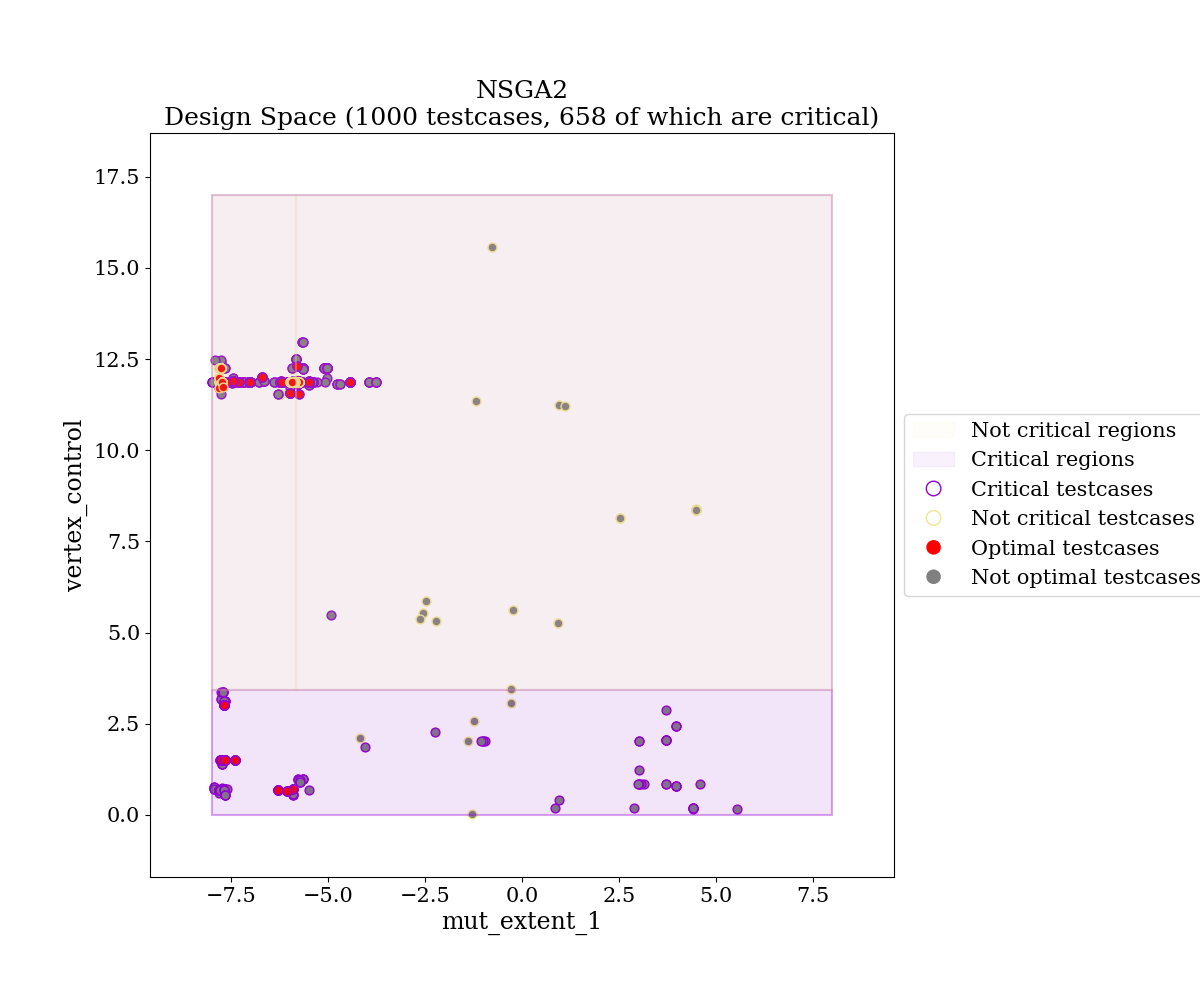 NSGA2
Design Space (1000 testcases, 658 of which are critical)
17.5
15.0
12.5
10.0
7.5
5.0
2.5
0.0
vertex_control
−7.5
−5.0
−2.5
0.0
2.5
5.0
7.5
mut_extent_1
Not critical regions
Critical regions
Critical testcases
Not critical testcases
Optimal testcases
Not optimal testcases